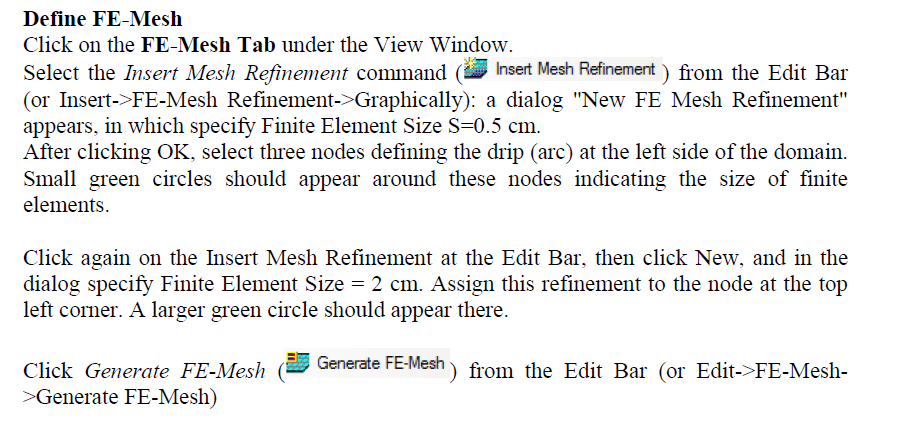 Define FE-Mesh
Click on the FE-Mesh Tab under the View Window.
Select the Insert Mesh Refinement command ( Insert Mesh Refinement ) from the Edit Bar
(or Insert->FE-Mesh Refinement->Graphically): a dialog "New FE Mesh Refinement"
appears, in which specify Finite Element Size S=0.5 cm.
After clicking OK, select three nodes defining the drip (arc) at the left side of the domain.
Small green circles should appear around these nodes indicating the size of finite
elements.
Click again on the Insert Mesh Refinement at the Edit Bar, then click New, and in the
dialog specify Finite Element Size = 2 cm. Assign this refinement to the node at the top
left corner. A larger green circle should appear there.
Click Generate FE-Mesh ( Generate FE-Mesh ) from the Edit Bar (or Edit->FE-Mesh-
>Generate FE-Mesh)